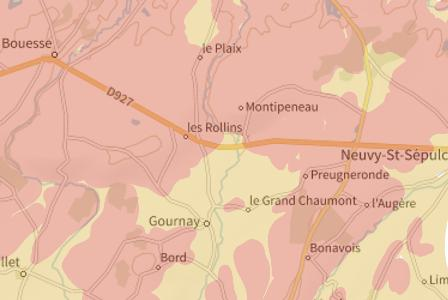 Bouesse
le Plaix
D927
Montipeneau
les Rollins
Neuvy-St-Sépulc
Preugneronde
le Grand Chaumont
l'Augère
Gournay
Bonavois
Bord
llet
Lim